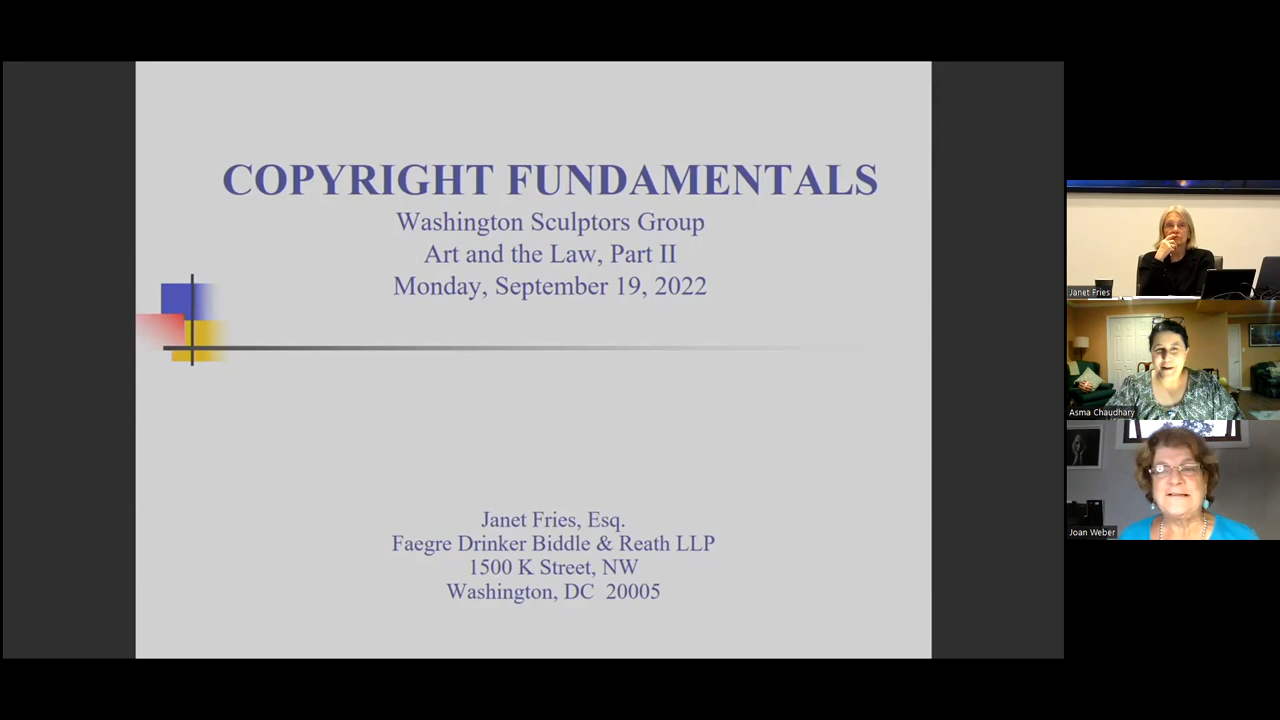 COPYRIGHT FUNDAMENTALS
Washington Sculptors Group
Art and the Law, Part II
Monday, September 19, 2022
Janet Fries, Esq.
Faegre Drinker Biddle & Reath LLP
1500 K Street, NW
Washington, DC 20005
Janet Fries
Asma Chaudhary
Joan Weber